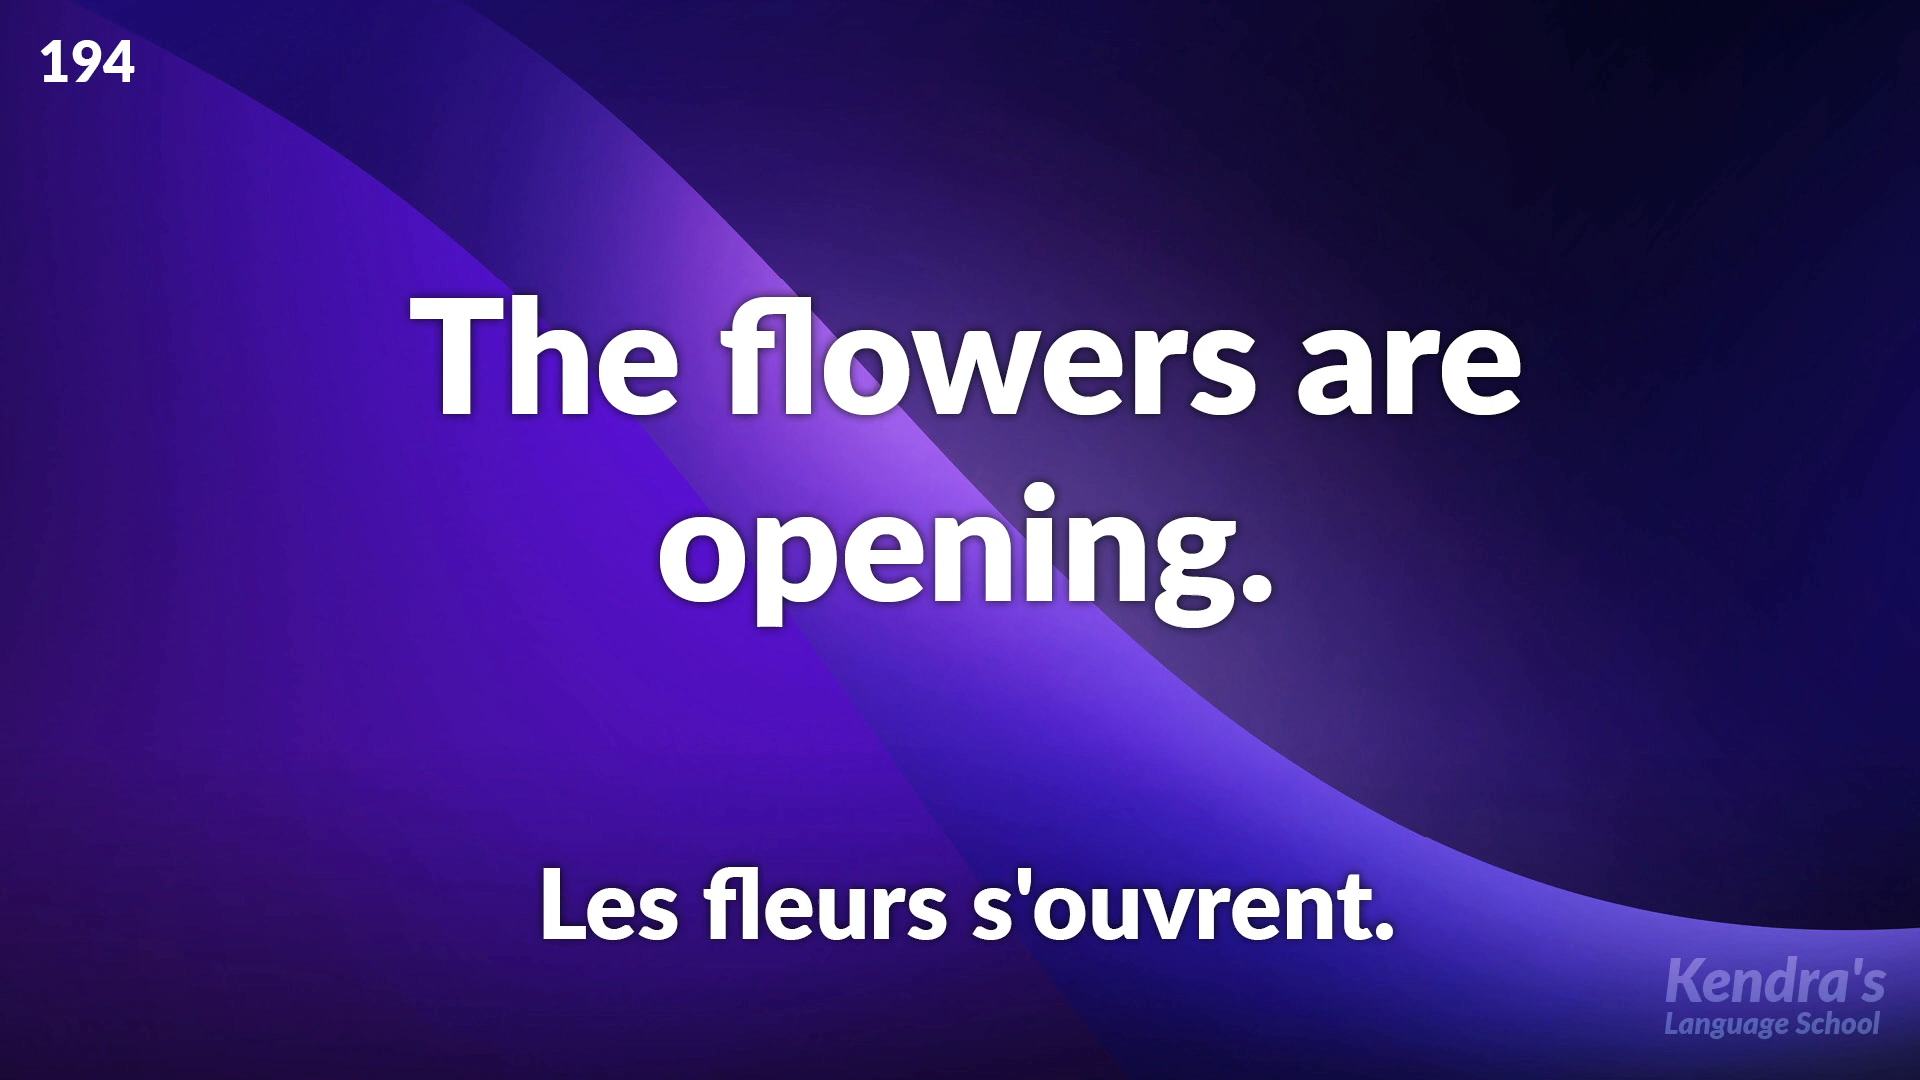 194
The flowers are
opening.
Les fleurs s'ouvrent.
Kendra's
Language School